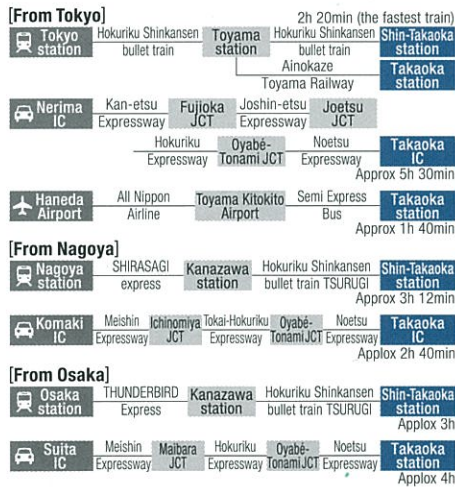 [From Tokyo]
2h 20min (the fastest train)
Tokyo station Hokuriku Shinkansen bullet train Toyama station Hokuriku Shinkansen bullet train Shin-Takaoka station
Ainokaze Toyama Railway Takaoka station
Nerima IC Kan-etsu Expressway Fujioka JCT Joshin-etsu Expressway Joetsu JCT
Hokuriku Expressway Oyabé-Tonami JCT Noetsu Expressway Takaoka IC
Approx 5h 30min
Haneda Airport All Nippon Airline Toyama Kitokito Airport Semi Express Bus Takaoka station
Approx 1h 40min
[From Nagoya]
Nagoya station SHIRASAGI express Kanazawa station Hokuriku Shinkansen bullet train TSURUGI Shin-Takaoka station
Approx 3h 12min
Komaki IC Meishin Expressway Ichinomiya JCT Tokai-Hokuriku Expressway Oyabé-Tonami JCT Noetsu Expressway Takaoka IC
Applox 2h 40min
[From Osaka]
Osaka station THUNDERBIRD Express Kanazawa station Hokuriku Shinkansen bullet train TSURUGI Shin-Takaoka station
Applox 3h
Suita IC Meishin Expressway Maibara JCT Hokuriku Expressway Oyabé-Tonami JCT Noetsu Expressway Takaoka station
Applox 4h